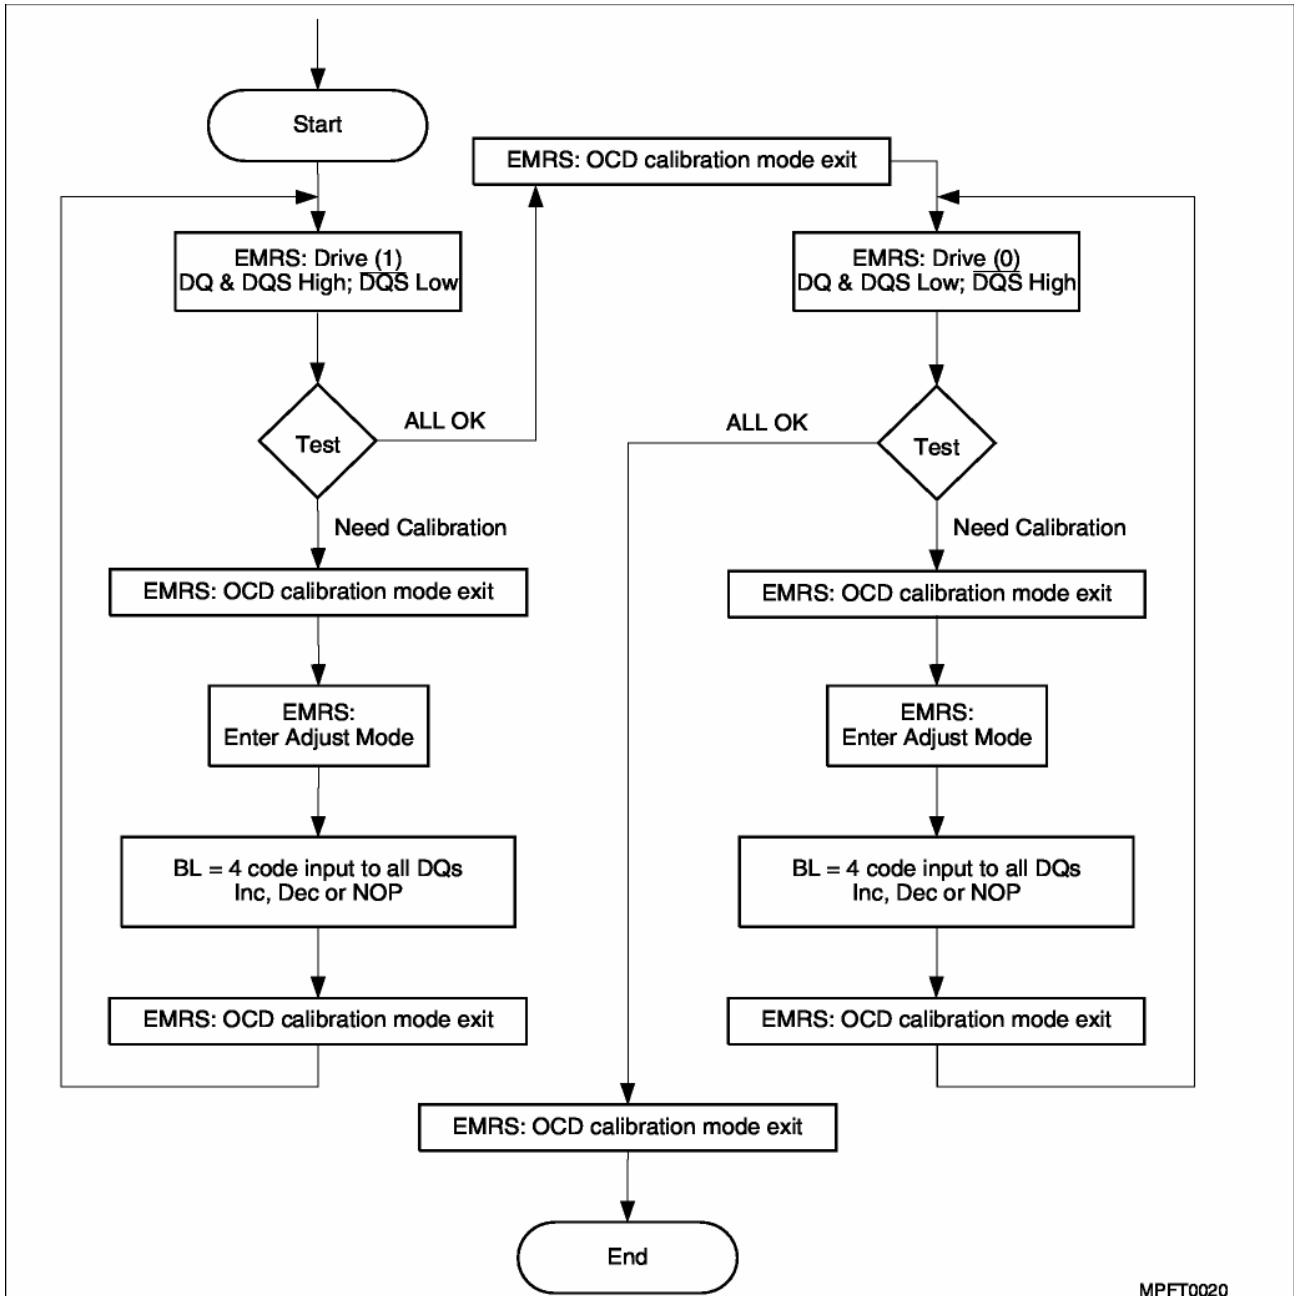 Start
EMRS: OCD calibration mode exit
EMRS: Drive (1)
DQ & DQS High; D̅Q̅S̅ Low
EMRS: Drive (0)
DQ & DQS Low; D̅Q̅S̅ High
Test
ALL OK
ALL OK
Test
Need Calibration
Need Calibration
EMRS: OCD calibration mode exit
EMRS: OCD calibration mode exit
EMRS:
Enter Adjust Mode
EMRS:
Enter Adjust Mode
BL = 4 code input to all DQs
Inc, Dec or NOP
BL = 4 code input to all DQs
Inc, Dec or NOP
EMRS: OCD calibration mode exit
EMRS: OCD calibration mode exit
EMRS: OCD calibration mode exit
End
MPFT0020